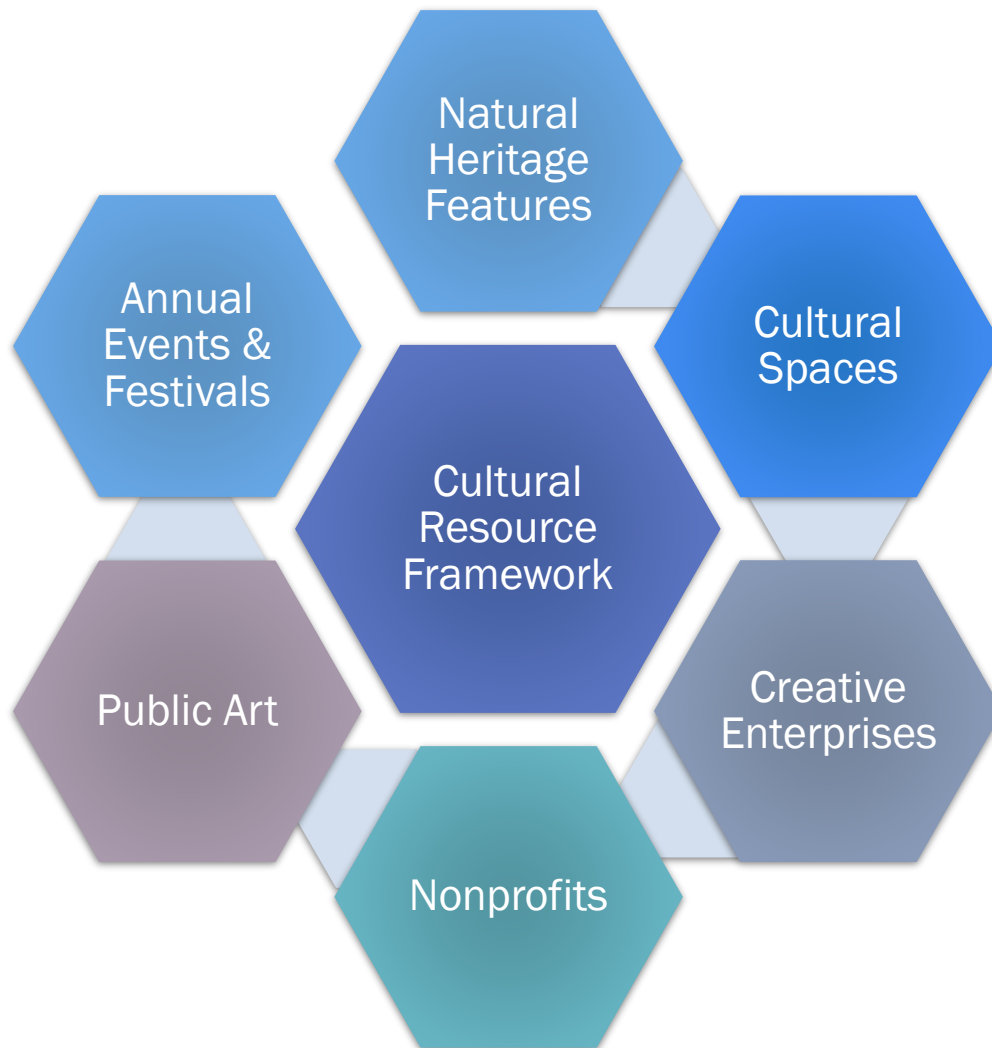 Natural
Heritage
Features
Annual
Events &
Festivals
Cultural
Spaces
Cultural
Resource
Framework
Public Art
Creative
Enterprises
Nonprofits